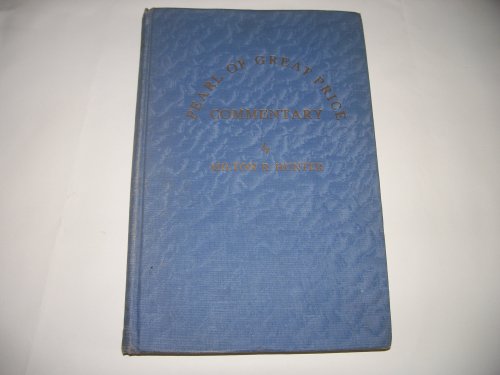 PEARL OF GREAT PRICE
COMMENTARY
MILTON R. HUNTER